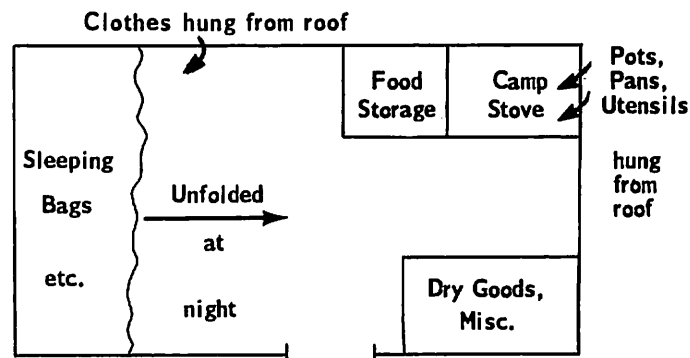 Clothes hung from roof
Pots,
Pans,
Utensils
hung
from
roof
Food
Storage
Camp
Stove
Sleeping
Bags
etc.
Unfolded
at
night
Dry Goods,
Misc.